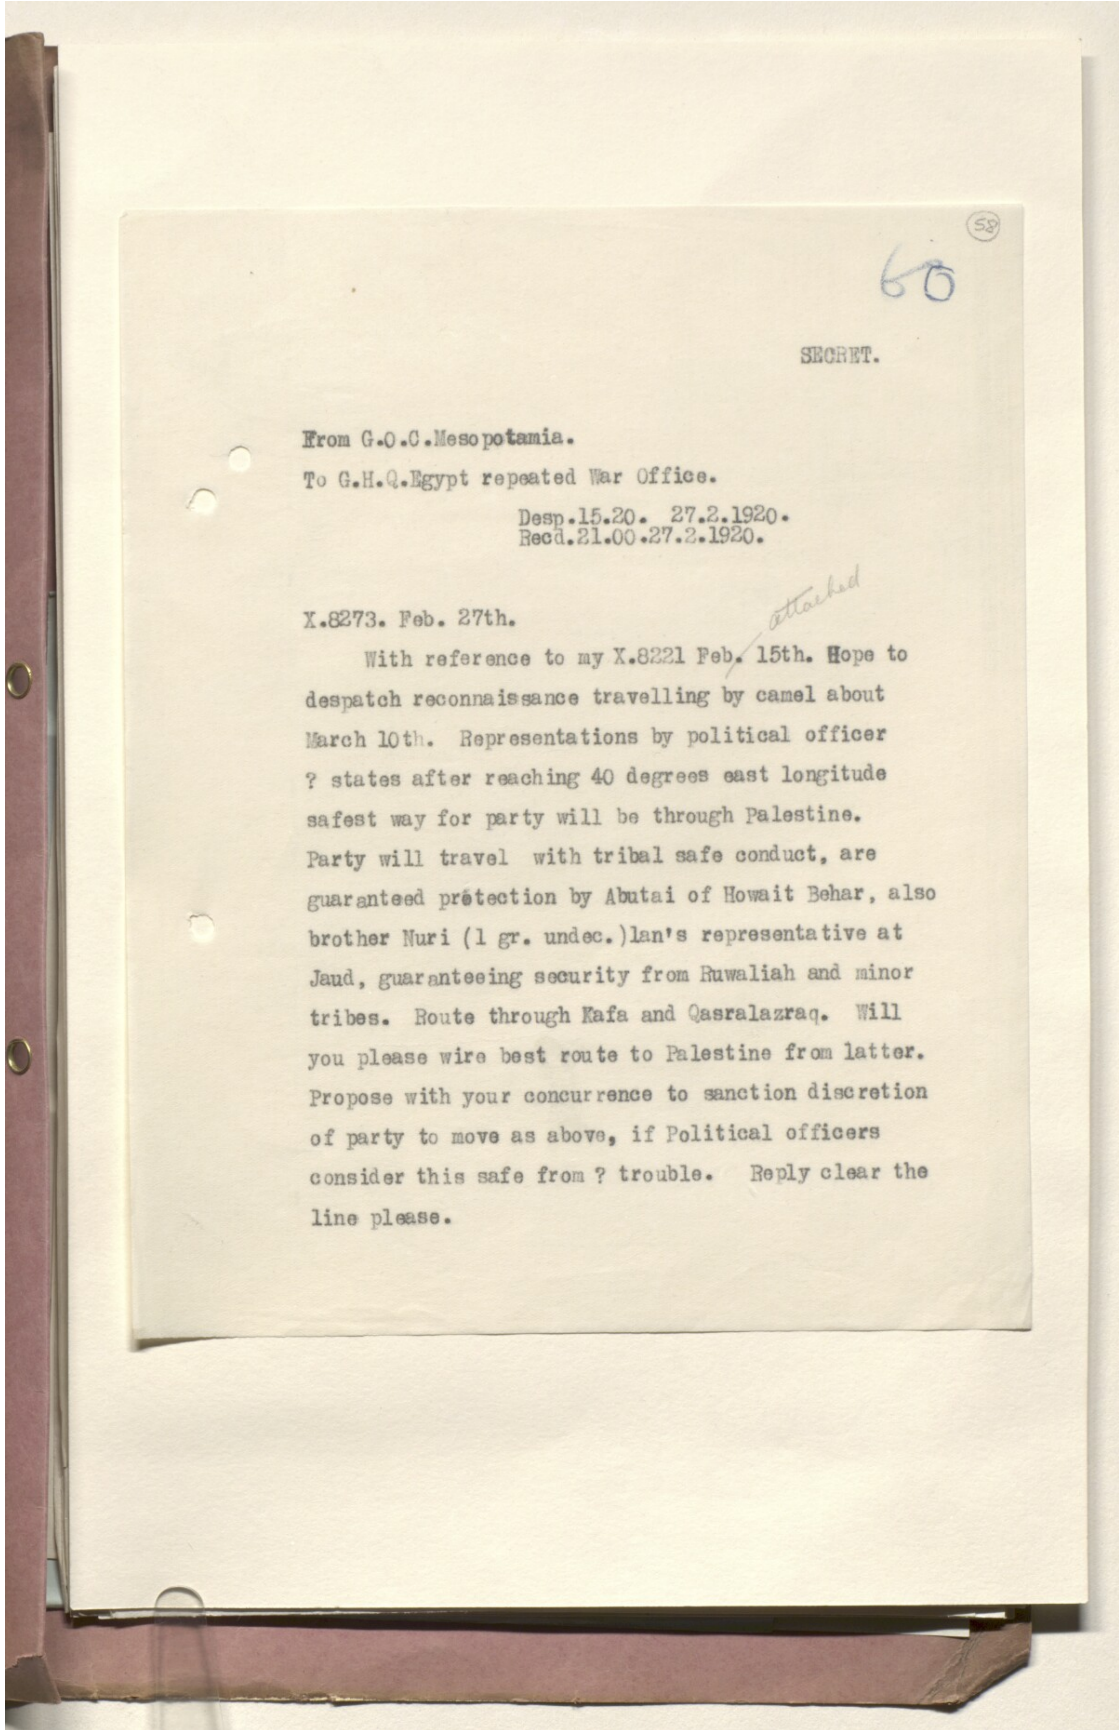 58
60
SECRET.
From G.O.C.Mesopotamia.
To G.H.Q.Egypt repeated War Office.
Desp.15.20. 27.2.1920.
Recd.21.00.27.2.1920.
attached
X.8273. Feb. 27th.
With reference to my X.8221 Feb. 15th. Hope to
despatch reconnaissance travelling by camel about
March 10th. Representations by political officer
? states after reaching 40 degrees east longitude
safest way for party will be through Palestine.
Party will travel with tribal safe conduct, are
guaranteed protection by Abutai of Howait Behar, also
brother Nuri (1 gr. undec.)lan's representative at
Jaud, guaranteeing security from Ruwaliah and minor
tribes. Route through Kafa and Qasralazraq. Will
you please wire best route to Palestine from latter.
Propose with your concurrence to sanction discretion
of party to move as above, if Political officers
consider this safe from ? trouble. Reply clear the
line please.